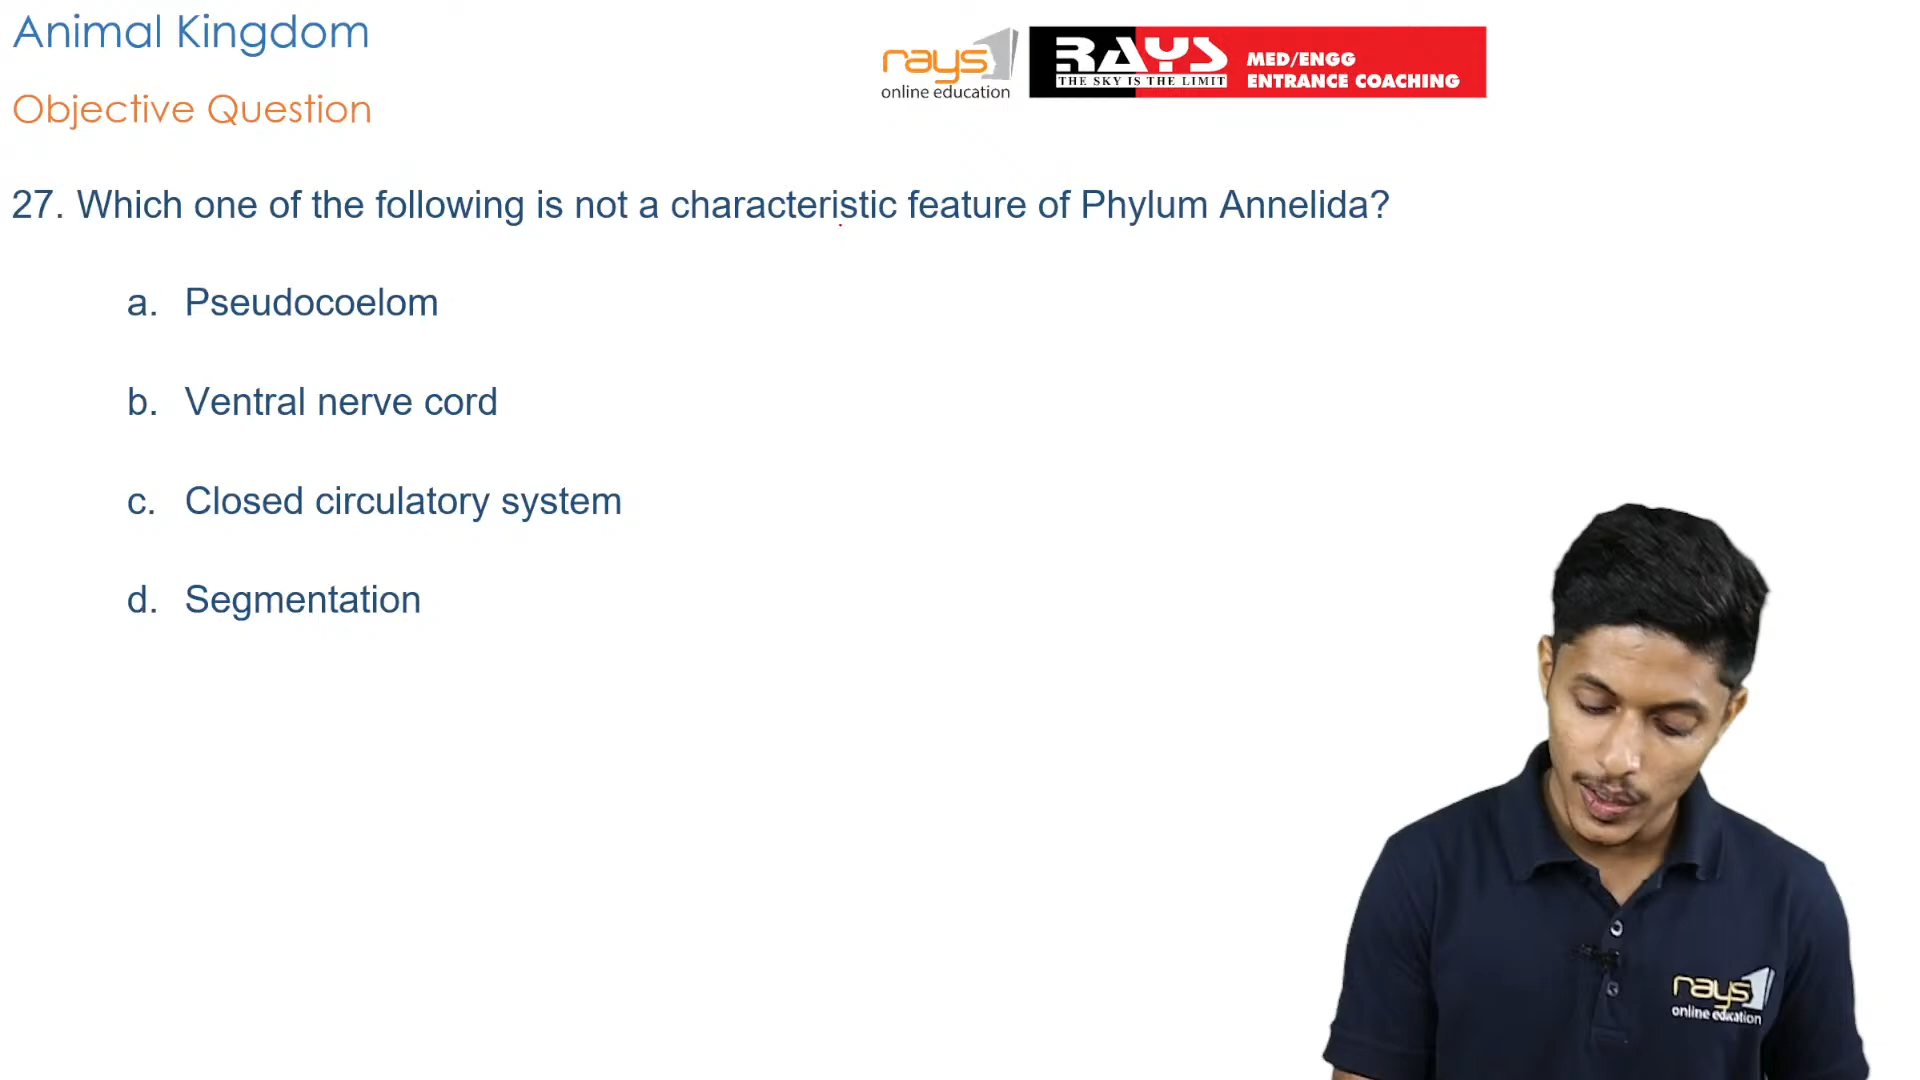 Animal Kingdom
rays
online education
RAYS
THE SKY IS THE LIMIT
MED/ENGG
ENTRANCE COACHING
Objective Question
27. Which one of the following is not a characteristic feature of Phylum Annelida?
a. Pseudocoelom
b. Ventral nerve cord
c. Closed circulatory system
d. Segmentation
rays
online education